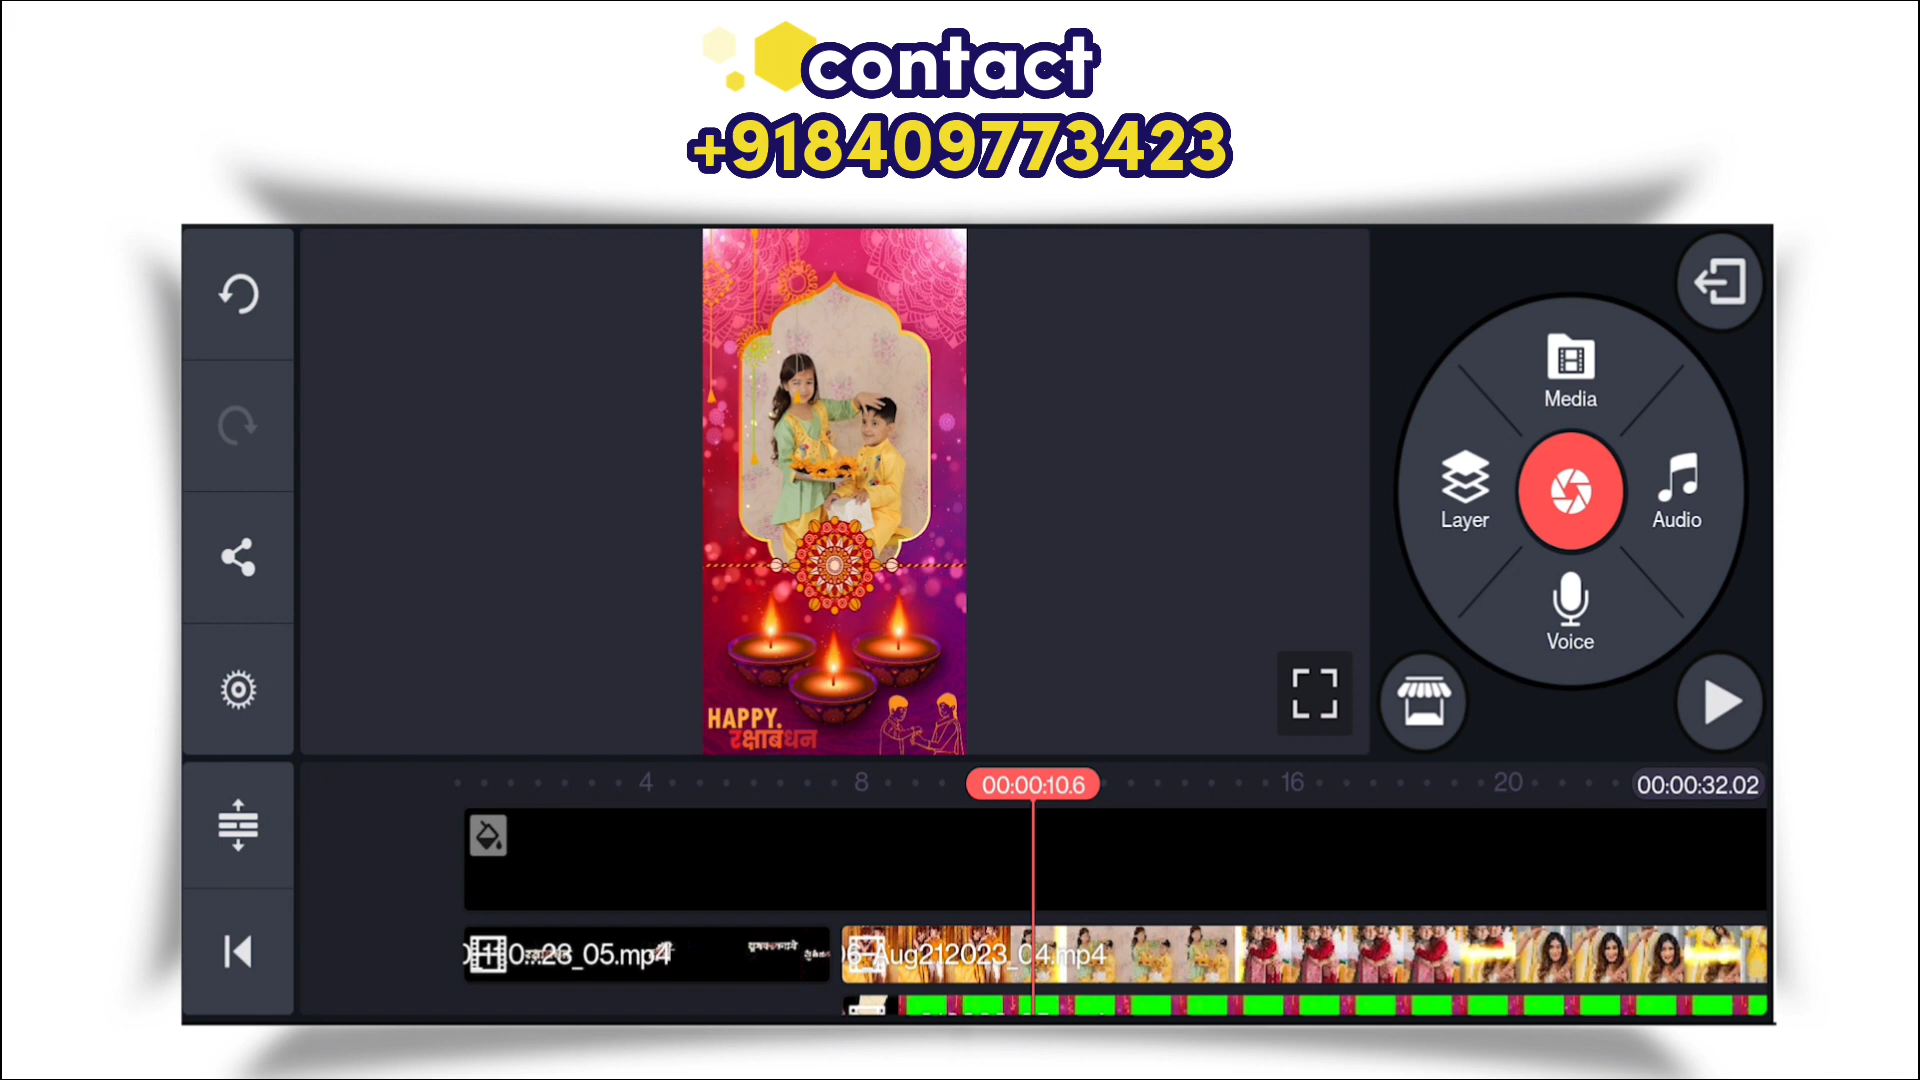 contact
+918409773423
Media
Layer
Audio
Voice
HAPPY.
रक्षाबंधन
4
8
00:00:10.6
16
20
00:00:32.02
_05.mp4
Aug212023_04.mp4